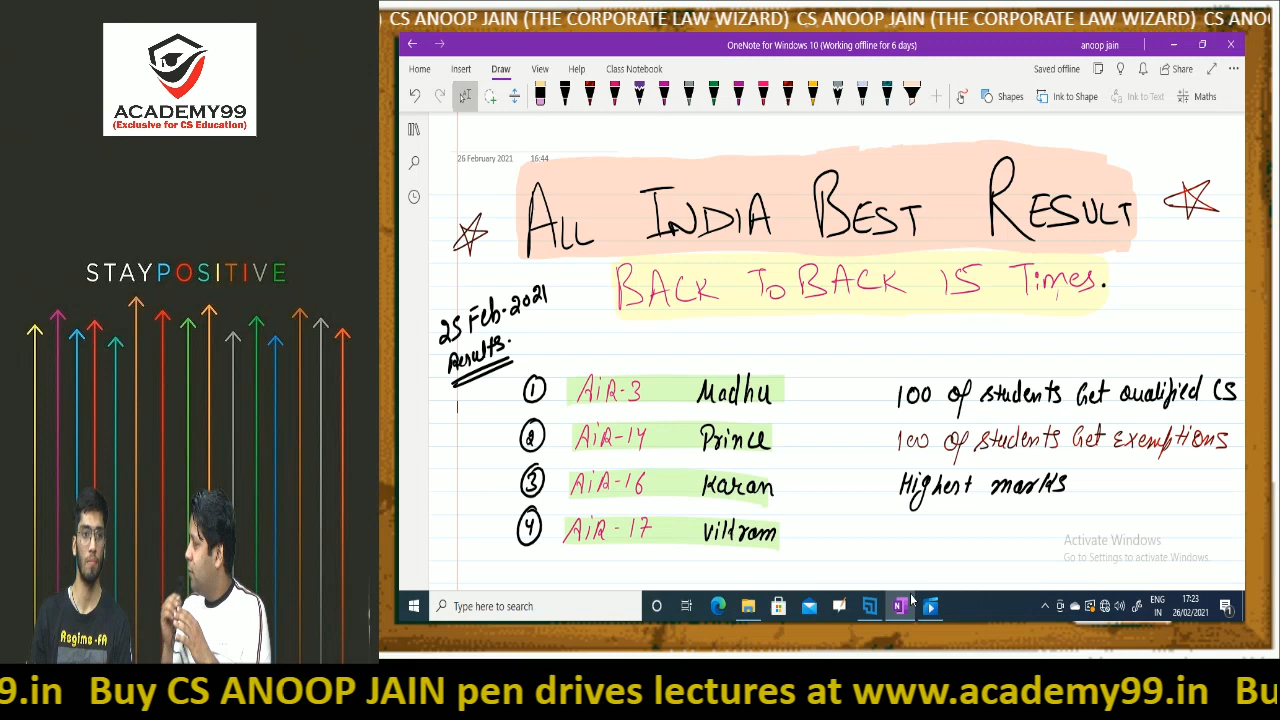 ) CS ANOOP JAIN (THE CORPORATE LAW WIZARD) CS ANOOP JAIN (THE CORPORATE LAW WIZARD) CS ANOO
ACADEMY99
(Exclusive for CS Education)
STAYPOSITIVE
Regime-FA
OneNote for Windows 10 (Working offline for 6 days)
anoop jain
Home Insert Draw View Help Class Notebook
Saved offline
Share
Shapes
Ink to Shape
Ink to Text
Maths
26 February 2021 16:44
ALL INDIA BEST RESULT
BACK TO BACK 15 Times.
25 Feb. 2021
Results.
1 AiR-3 Madhu 100 of students Get qualified CS
2 AiR-14 Prince 100 of students Get exemptions
3 AiR-16 Karan Highest marks
4 AiR-17 Vikram
Activate Windows
Go to Settings to activate Windows.
Type here to search
ENG
IN
17:23
26/02/2021
99.in Buy CS ANOOP JAIN pen drives lectures at www.academy99.in Bu